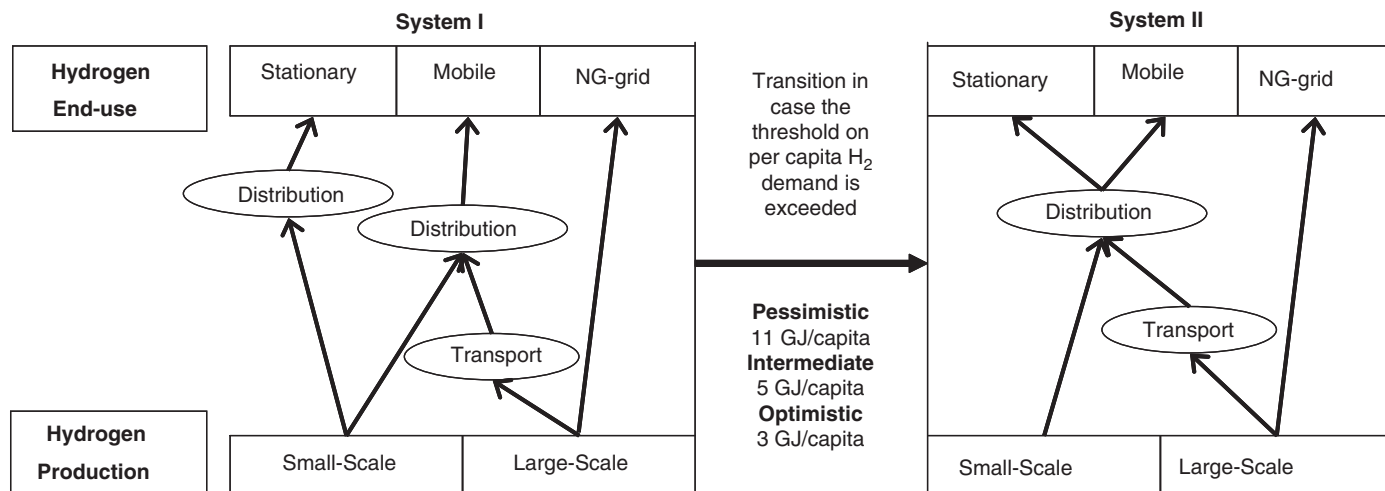 System I
System II
Hydrogen
End-use
Stationary
Mobile
NG-grid
Distribution
Distribution
Transport
Hydrogen
Production
Small-Scale
Large-Scale
Transition in
case the
threshold on
per capita H₂
demand is
exceeded
Pessimistic
11 GJ/capita
Intermediate
5 GJ/capita
Optimistic
3 GJ/capita
Stationary
Mobile
NG-grid
Distribution
Transport
Small-Scale
Large-Scale